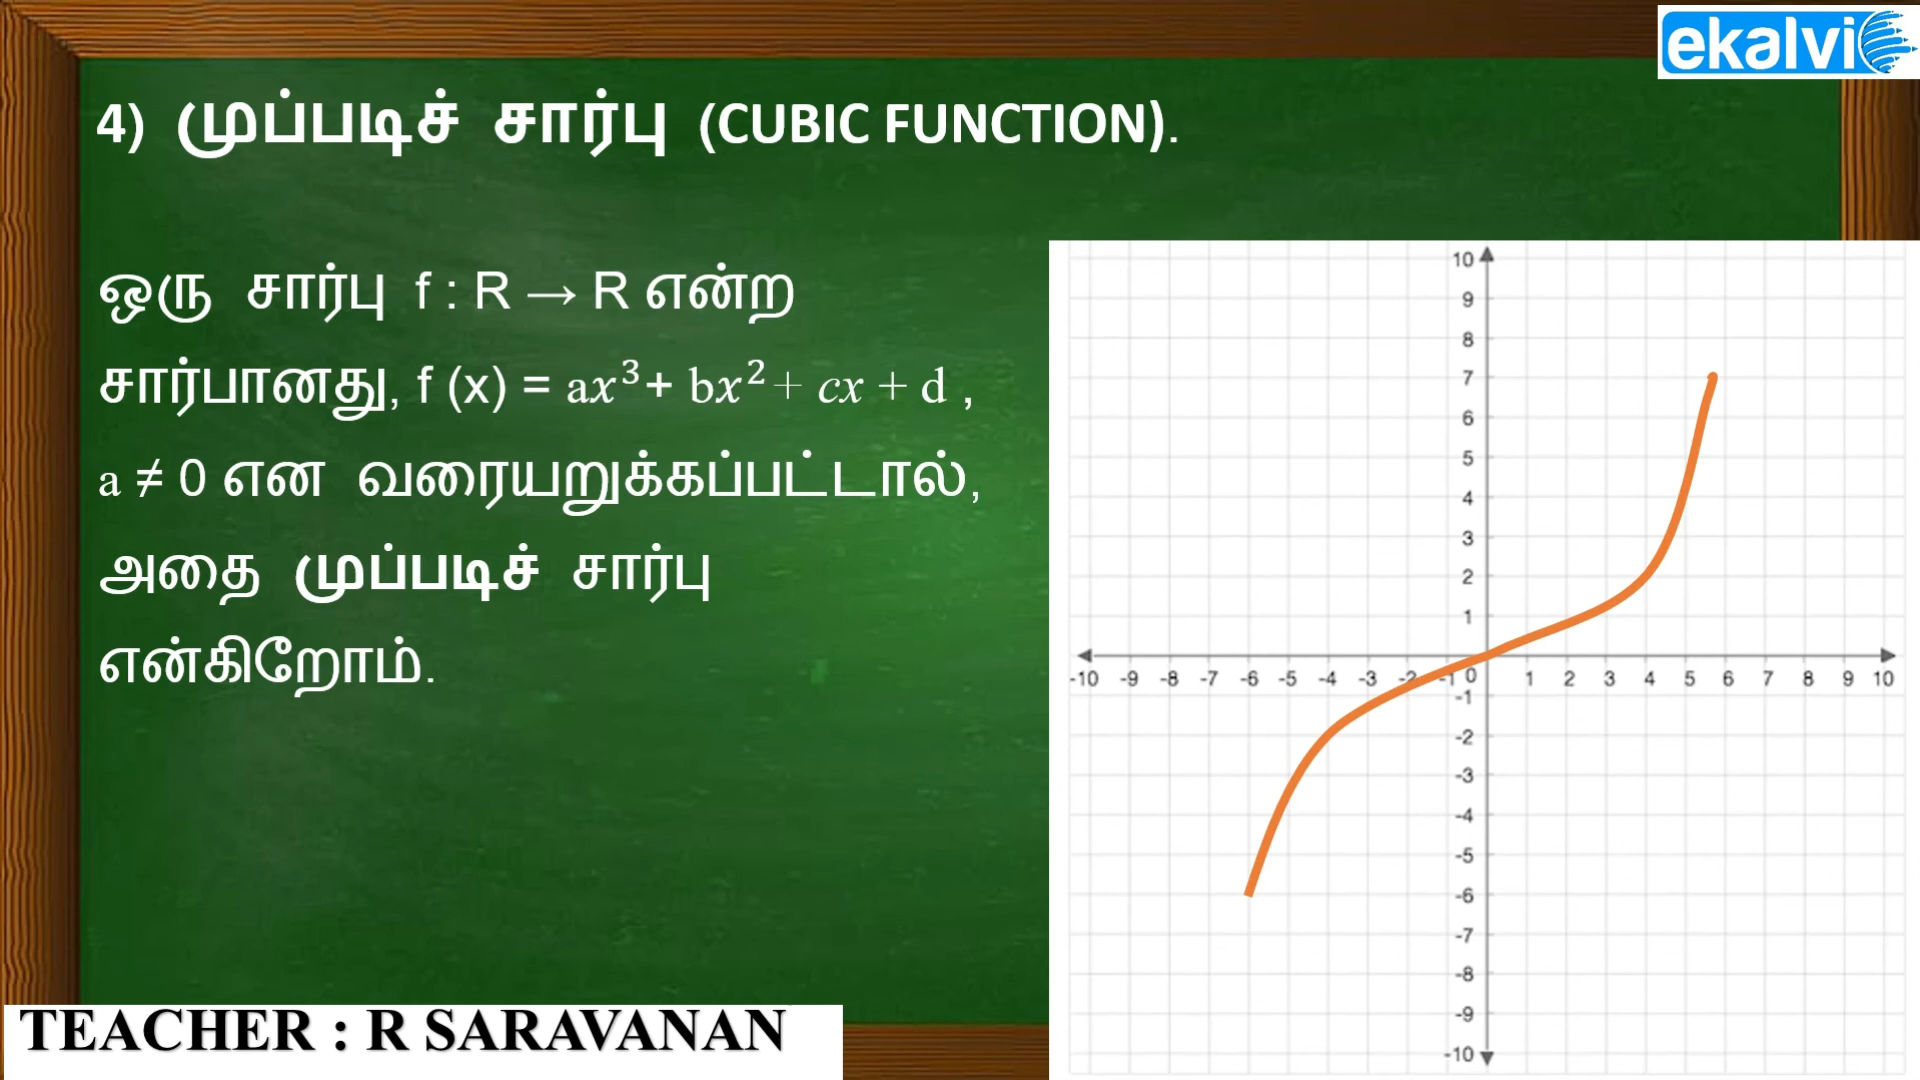 ekalvi
4) முப்படிச் சார்பு (CUBIC FUNCTION).
ஒரு சார்பு f : R → R என்ற
சார்பானது, f (x) = ax³+ bx²+ cx + d ,
a ≠ 0 என வரையறுக்கப்பட்டால்,
அதை முப்படிச் சார்பு
என்கிறோம்.
10
9
8
7
6
5
4
3
2
1
-10 -9 -8 -7 -6 -5 -4 -3 -2 -1 0 1 2 3 4 5 6 7 8 9 10
-1
-2
-3
-4
-5
-6
-7
-8
-9
-10
TEACHER : R SARAVANAN